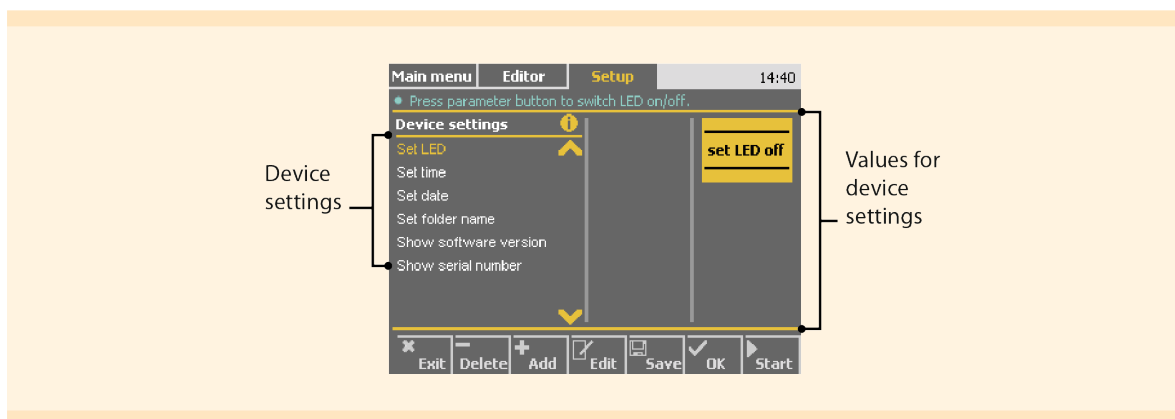 Main menu Editor Setup 14:40
• Press parameter button to switch LED on/off.
Device settings i
Set LED
set LED off
Set time
Set date
Set folder name
Show software version
Show serial number
Device
settings
Values for
device
settings
Exit Delete Add Edit Save OK Start